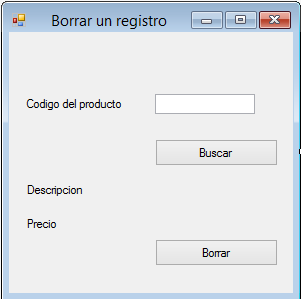 Borrar un registro
Codigo del producto
Buscar
Descripcion
Precio
Borrar